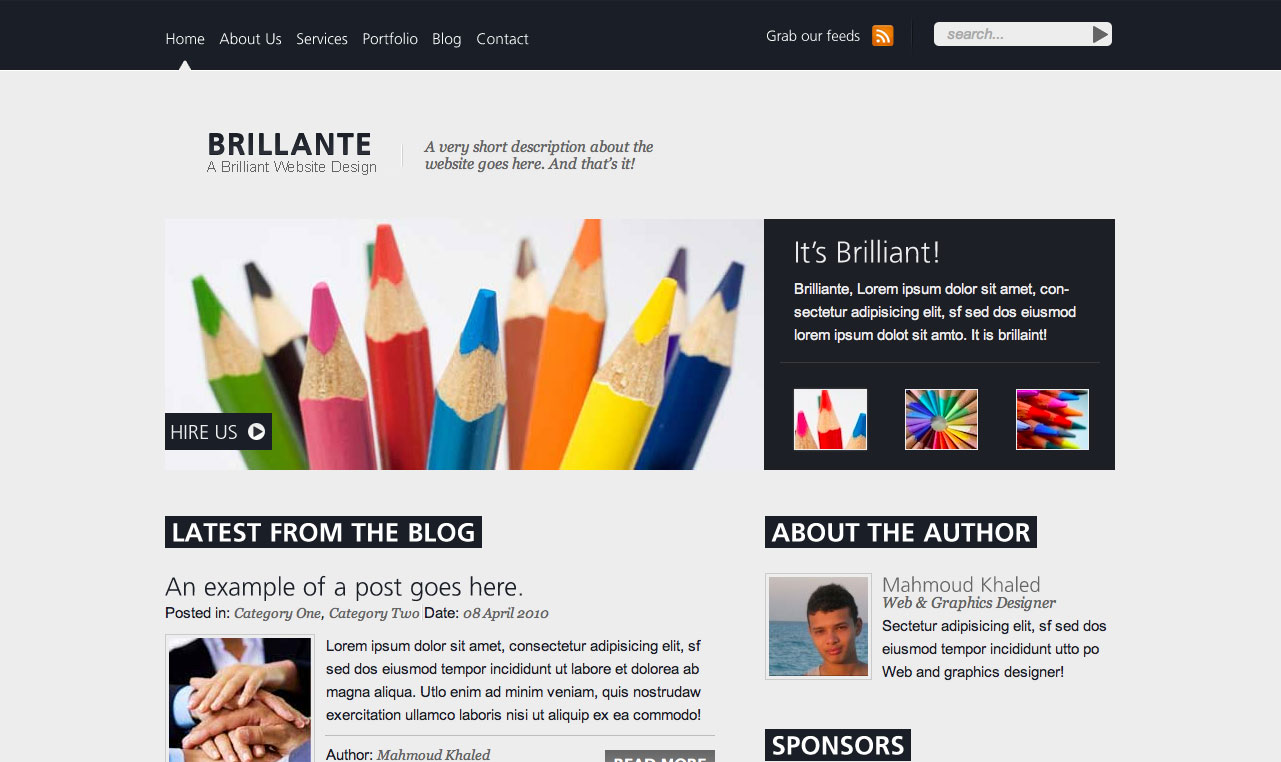 Home About Us Services Portfolio Blog Contact
Grab our feeds
search...
BRILLANTE
A Brilliant Website Design
A very short description about the
website goes here. And that's it!
HIRE US
It's Brilliant!
Brilliante, Lorem ipsum dolor sit amet, con-
sectetur adipisicing elit, sf sed dos eiusmod
lorem ipsum dolot sit amto. It is brillaint!
LATEST FROM THE BLOG
An example of a post goes here.
Posted in: Category One, Category Two Date: 08 April 2010
Lorem ipsum dolor sit amet, consectetur adipisicing elit, sf
sed dos eiusmod tempor incididunt ut labore et dolorea ab
magna aliqua. Utlo enim ad minim veniam, quis nostrudaw
exercitation ullamco laboris nisi ut aliquip ex ea commodo!
Author: Mahmoud Khaled
READ MORE
ABOUT THE AUTHOR
Mahmoud Khaled
Web & Graphics Designer
Sectetur adipisicing elit, sf sed dos
eiusmod tempor incididunt utto po
Web and graphics designer!
SPONSORS